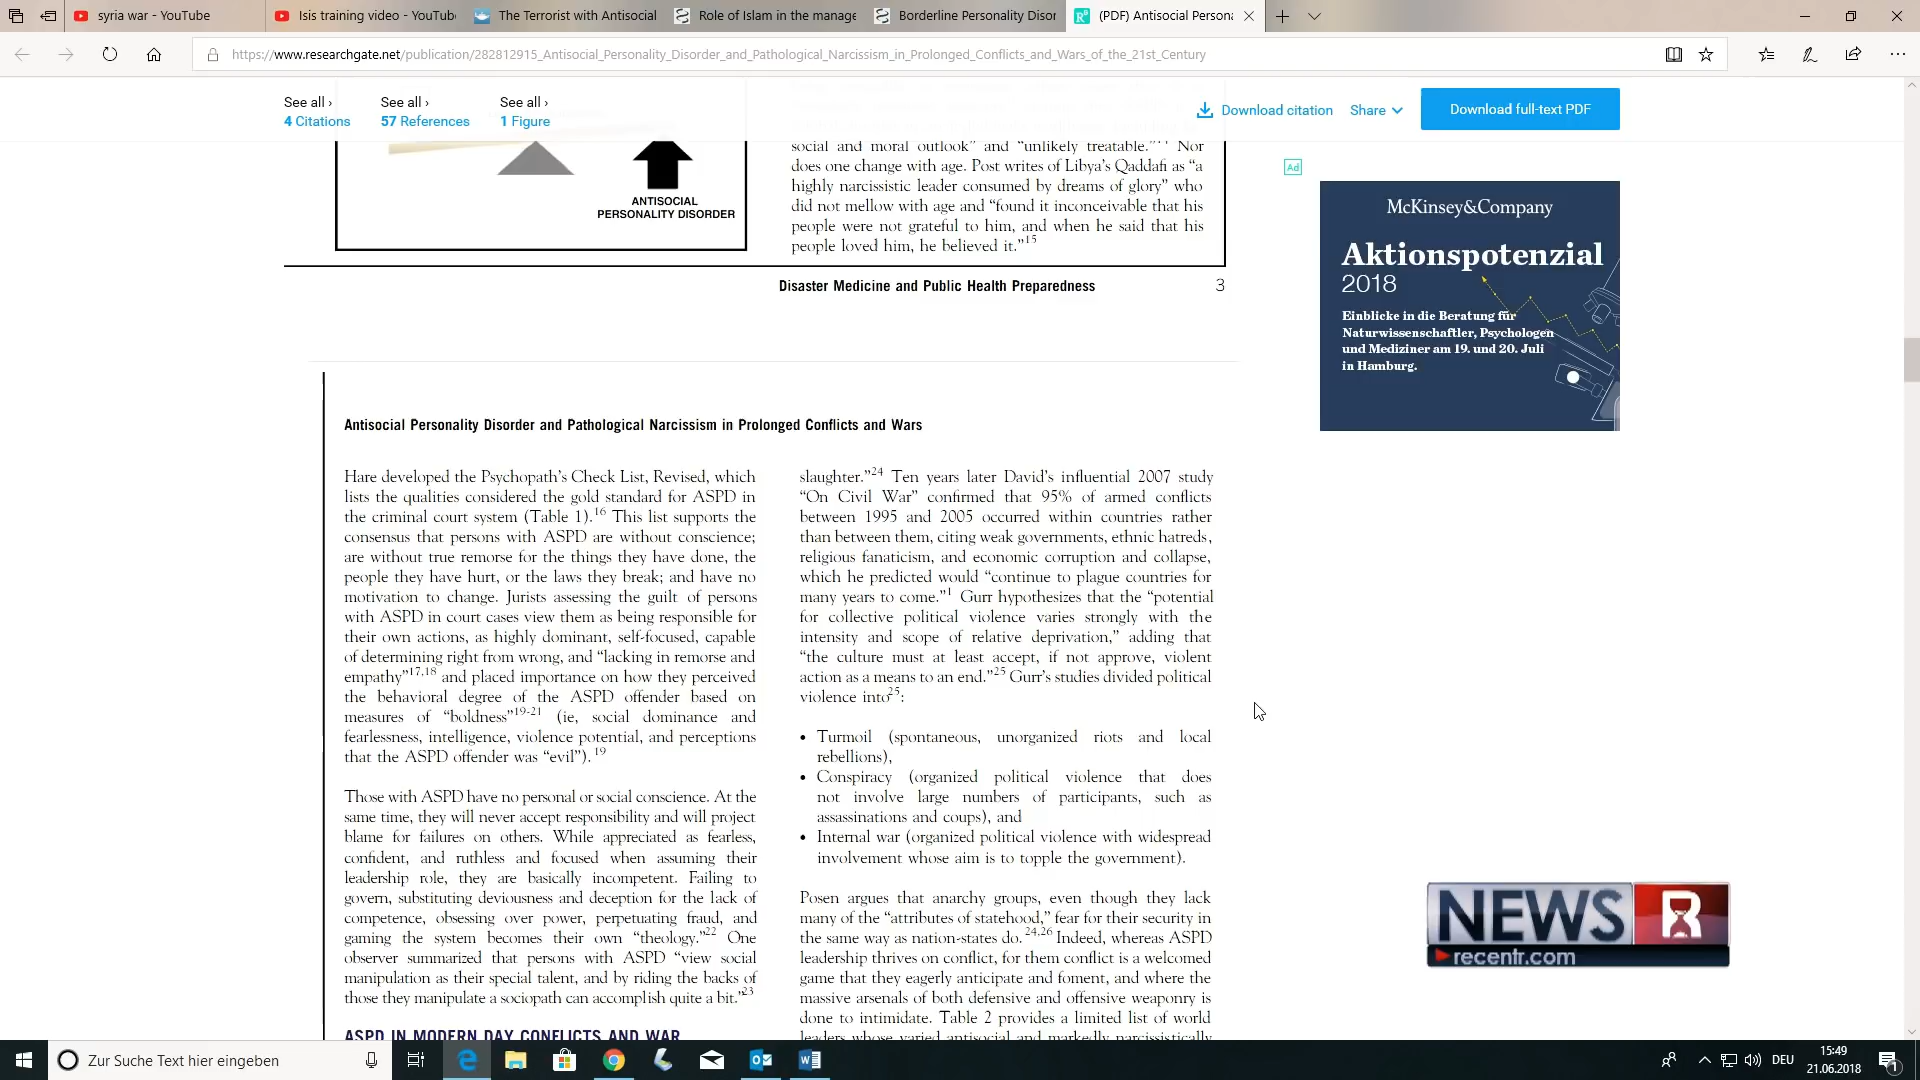 syria war - YouTube
Isis training video - YouTub
The Terrorist with Antisocial
Role of Islam in the manage
Borderline Personality Disor
(PDF) Antisocial Persona
https://www.researchgate.net/publication/282812915_Antisocial_Personality_Disorder_and_Pathological_Narcissism_in_Prolonged_Conflicts_and_Wars_of_the_21st_Century
See all ›
4 Citations
See all ›
57 References
See all ›
1 Figure
Download citation
Share
Download full-text PDF
ANTISOCIAL
PERSONALITY DISORDER
social and moral outlook” and “unlikely treatable.” Nor
does one change with age. Post writes of Libya’s Qaddafi as “a
highly narcissistic leader consumed by dreams of glory” who
did not mellow with age and “found it inconceivable that his
people were not grateful to him, and when he said that his
people loved him, he believed it.”15
Disaster Medicine and Public Health Preparedness 3
Ad
McKinsey&Company
Aktionspotenzial
2018
Einblicke in die Beratung für
Naturwissenschaftler, Psychologen
und Mediziner am 19. und 20. Juli
in Hamburg.
Antisocial Personality Disorder and Pathological Narcissism in Prolonged Conflicts and Wars
Hare developed the Psychopath’s Check List, Revised, which
lists the qualities considered the gold standard for ASPD in
the criminal court system (Table 1).16 This list supports the
consensus that persons with ASPD are without conscience;
are without true remorse for the things they have done, the
people they have hurt, or the laws they break; and have no
motivation to change. Jurists assessing the guilt of persons
with ASPD in court cases view them as being responsible for
their own actions, as highly dominant, self-focused, capable
of determining right from wrong, and “lacking in remorse and
empathy”17,18 and placed importance on how they perceived
the behavioral degree of the ASPD offender based on
measures of “boldness”19-21 (ie, social dominance and
fearlessness, intelligence, violence potential, and perceptions
that the ASPD offender was “evil”). 19
Those with ASPD have no personal or social conscience. At the
same time, they will never accept responsibility and will project
blame for failures on others. While appreciated as fearless,
confident, and ruthless and focused when assuming their
leadership role, they are basically incompetent. Failing to
govern, substituting deviousness and deception for the lack of
competence, obsessing over power, perpetuating fraud, and
gaming the system becomes their own “theology.”22 One
observer summarized that persons with ASPD “view social
manipulation as their special talent, and by riding the backs of
those they manipulate a sociopath can accomplish quite a bit.”23
ASPD IN MODERN DAY CONFLICTS AND WAR
slaughter.”24 Ten years later David’s influential 2007 study
“On Civil War” confirmed that 95% of armed conflicts
between 1995 and 2005 occurred within countries rather
than between them, citing weak governments, ethnic hatreds,
religious fanaticism, and economic corruption and collapse,
which he predicted would “continue to plague countries for
many years to come.”1 Gurr hypothesizes that the “potential
for collective political violence varies strongly with the
intensity and scope of relative deprivation,” adding that
“the culture must at least accept, if not approve, violent
action as a means to an end.”25 Gurr’s studies divided political
violence into25:
• Turmoil (spontaneous, unorganized riots and local
rebellions),
• Conspiracy (organized political violence that does
not involve large numbers of participants, such as
assassinations and coups), and
• Internal war (organized political violence with widespread
involvement whose aim is to topple the government).
Posen argues that anarchy groups, even though they lack
many of the “attributes of statehood,” fear for their security in
the same way as nation-states do. 24,26 Indeed, whereas ASPD
leadership thrives on conflict, for them conflict is a welcomed
game that they eagerly anticipate and foment, and where the
massive arsenals of both defensive and offensive weaponry is
done to intimidate. Table 2 provides a limited list of world
leaders whose varied antisocial and markedly narcissistically
NEWS R
recentr.com
Zur Suche Text hier eingeben
DEU
15:49
21.06.2018
1